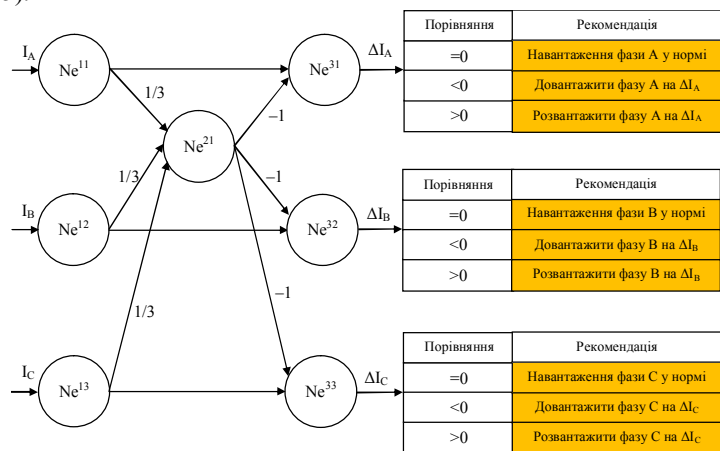 I_A
Ne¹¹
1/3
I_B
Ne¹²
1/3
I_C
Ne¹³
1/3
Ne²¹
–1
–1
–1
Ne³¹
ΔI_A
Ne³²
ΔI_B
Ne³³
ΔI_C
Порівняння Рекомендація
=0 Навантаження фази А у нормі
<0 Довантажити фазу А на ΔI_A
>0 Розвантажити фазу А на ΔI_A
Порівняння Рекомендація
=0 Навантаження фази В у нормі
<0 Довантажити фазу В на ΔI_B
>0 Розвантажити фазу В на ΔI_B
Порівняння Рекомендація
=0 Навантаження фази С у нормі
<0 Довантажити фазу С на ΔI_C
>0 Розвантажити фазу С на ΔI_C